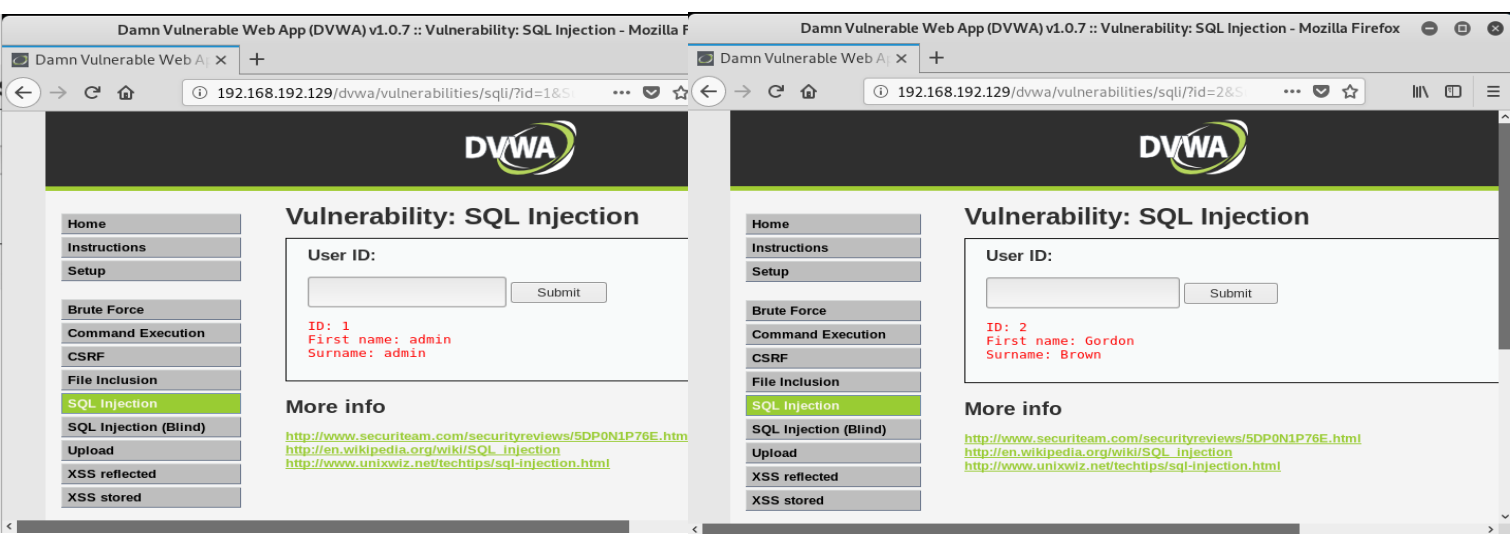 Damn Vulnerable Web App (DVWA) v1.0.7 :: Vulnerability: SQL Injection - Mozilla F
Damn Vulnerable Web A
192.168.192.129/dvwa/vulnerabilities/sqli/?id=1&S
DVWA
Home
Instructions
Setup
Brute Force
Command Execution
CSRF
File Inclusion
SQL Injection
SQL Injection (Blind)
Upload
XSS reflected
XSS stored
Vulnerability: SQL Injection
User ID:
Submit
ID: 1
First name: admin
Surname: admin
More info
http://www.securiteam.com/securityreviews/5DP0N1P76E.htm
http://en.wikipedia.org/wiki/SQL_injection
http://www.unixwiz.net/techtips/sql-injection.html
Damn Vulnerable Web App (DVWA) v1.0.7 :: Vulnerability: SQL Injection - Mozilla Firefox
Damn Vulnerable Web A
192.168.192.129/dvwa/vulnerabilities/sqli/?id=2&S
DVWA
Home
Instructions
Setup
Brute Force
Command Execution
CSRF
File Inclusion
SQL Injection
SQL Injection (Blind)
Upload
XSS reflected
XSS stored
Vulnerability: SQL Injection
User ID:
Submit
ID: 2
First name: Gordon
Surname: Brown
More info
http://www.securiteam.com/securityreviews/5DP0N1P76E.html
http://en.wikipedia.org/wiki/SQL_injection
http://www.unixwiz.net/techtips/sql-injection.html